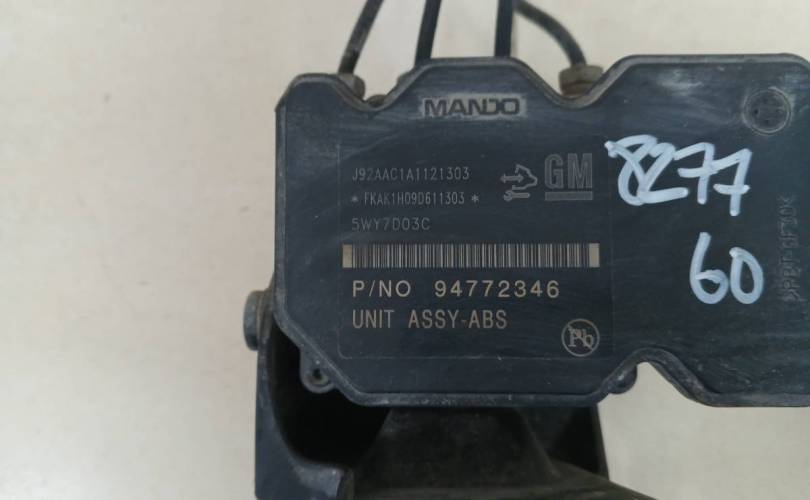 MANDO
J92AAC1A1121303
GM
* FKAK1H09D611303 *
5WY7D03C
P/NO 94772346
UNIT ASSY-ABS
Pb
8277
60